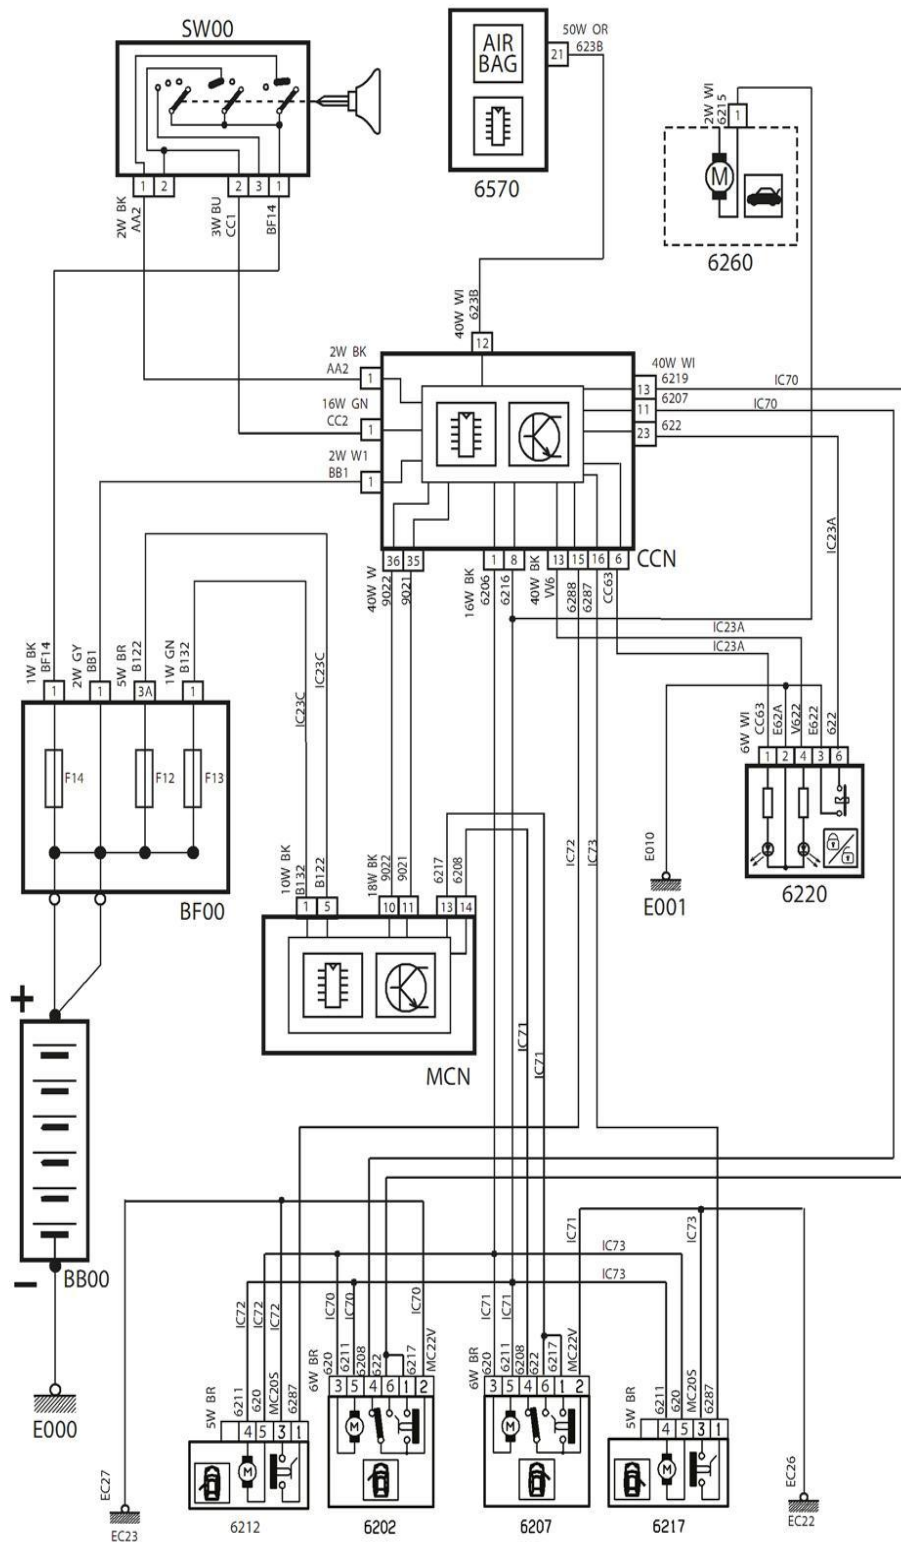 SW00
1
2
2
3
1
2W BK
AA2
3W BU
CC1
BF14
AIR
BAG
21
50W OR
623B
6570
2W WI
6215
1
M
6260
40W WI
623B
12
2W BK
AA2
1
16W GN
CC2
1
2W W1
BB1
1
40W WI
13
6219
IC70
11
6207
IC70
23
622
36
35
1
8
13
15
16
6
CCN
40W W
9022
9021
16W BK
6206
6216
40W BK
VV6
6288
6287
CC63
IC23A
IC23A
IC23A
1W BK
BF14
2W GY
BB1
5W BR
B122
1W GN
B132
1
1
3A
1
F14
F12
F13
BF00
IC23C
IC23C
6W WI
CC63
E62A
V622
E622
622
1
2
4
3
6
6220
E010
E001
10W BK
B132
B122
18W BK
9022
9021
6217
6208
1
5
10
11
13
14
MCN
IC72
IC73
IC71
IC71
+
−
BB00
E000
IC72
IC72
IC72
IC70
IC70
IC70
IC71
IC71
IC71
IC73
IC73
IC73
5W BR
6211
620
MC20S
6287
4
5
3
1
M
6212
6W BR
620
6211
6208
622
6217
MC22V
3
5
4
6
1
2
M
6202
6W BR
620
6211
6208
622
6217
MC22V
3
5
4
6
1
2
M
6207
5W BR
6211
620
MC20S
6287
4
5
3
1
M
6217
EC27
EC23
EC26
EC22